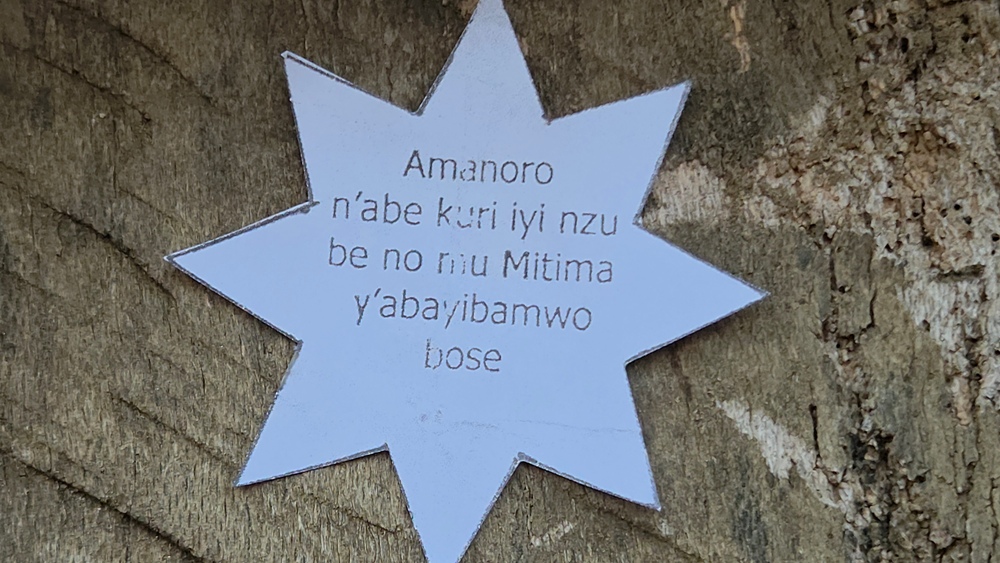 Amanoro
n'abe kuri iyi nzu
be no mu Mitima
y'abayibamwo
bose